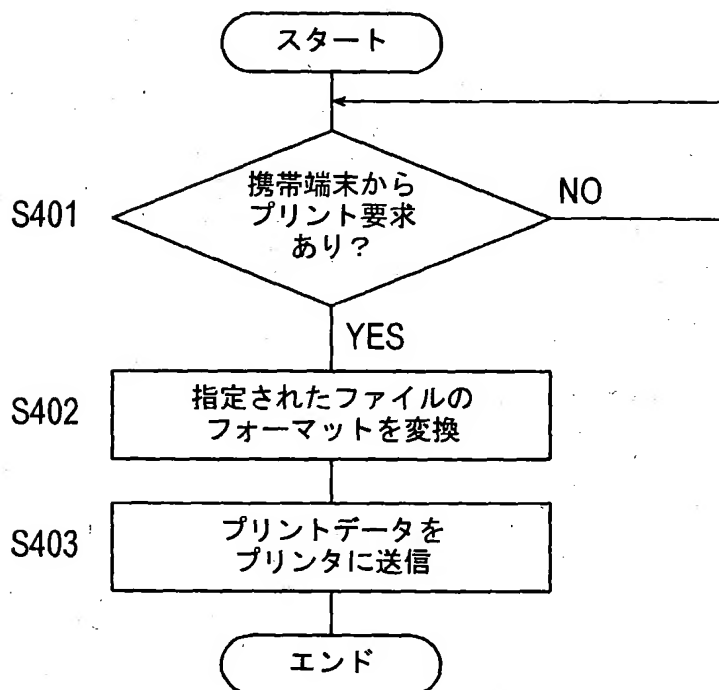 スタート
S401
携帯端末から
プリント要求
あり？
NO
YES
S402
指定されたファイルの
フォーマットを変換
S403
プリントデータを
プリンタに送信
エンド